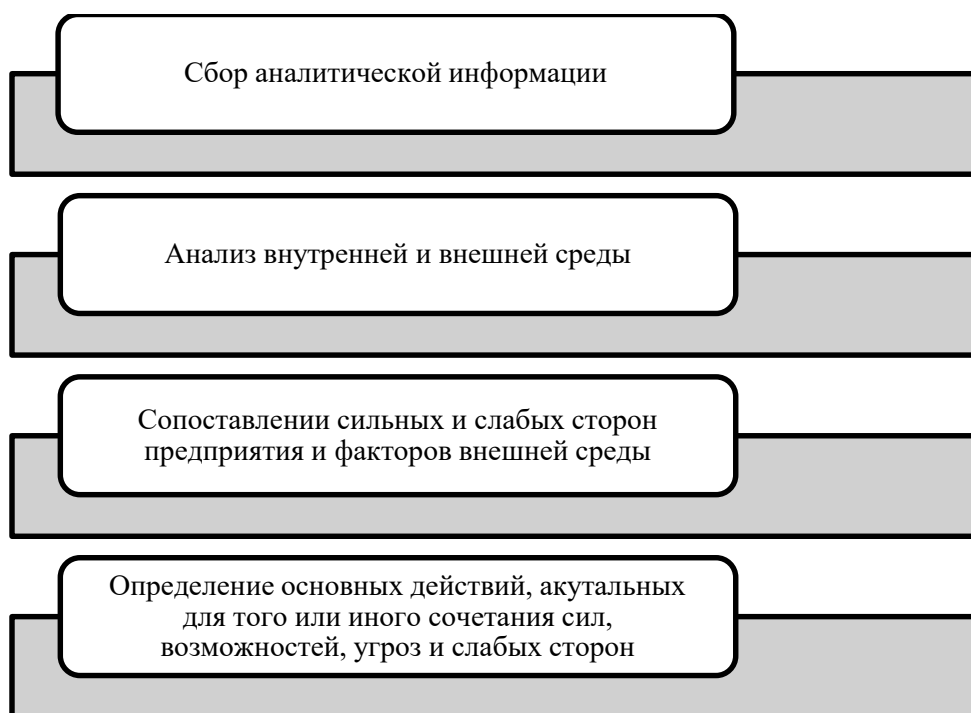 Сбор аналитической информации
Анализ внутренней и внешней среды
Сопоставлении сильных и слабых сторон
предприятия и факторов внешней среды
Определение основных действий, акутальных
для того или иного сочетания сил,
возможностей, угроз и слабых сторон